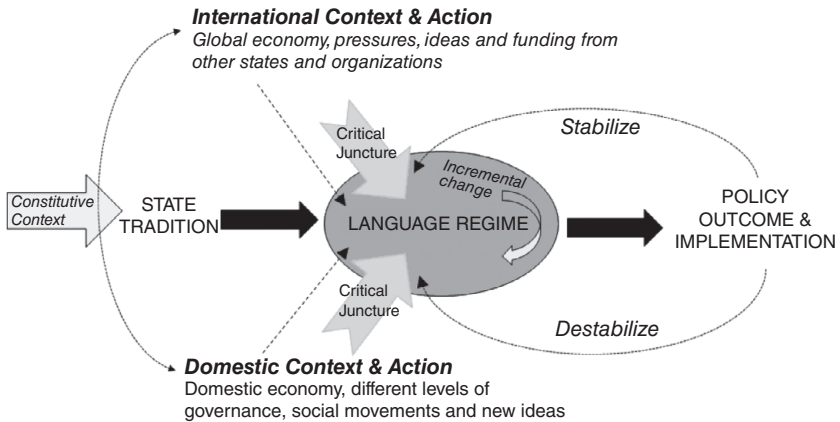 International Context & Action
Global economy, pressures, ideas and funding from
other states and organizations
Critical
Juncture
Stabilize
Incremental
change
Constitutive
Context
STATE
TRADITION
LANGUAGE REGIME
POLICY
OUTCOME &
IMPLEMENTATION
Critical
Juncture
Destabilize
Domestic Context & Action
Domestic economy, different levels of
governance, social movements and new ideas